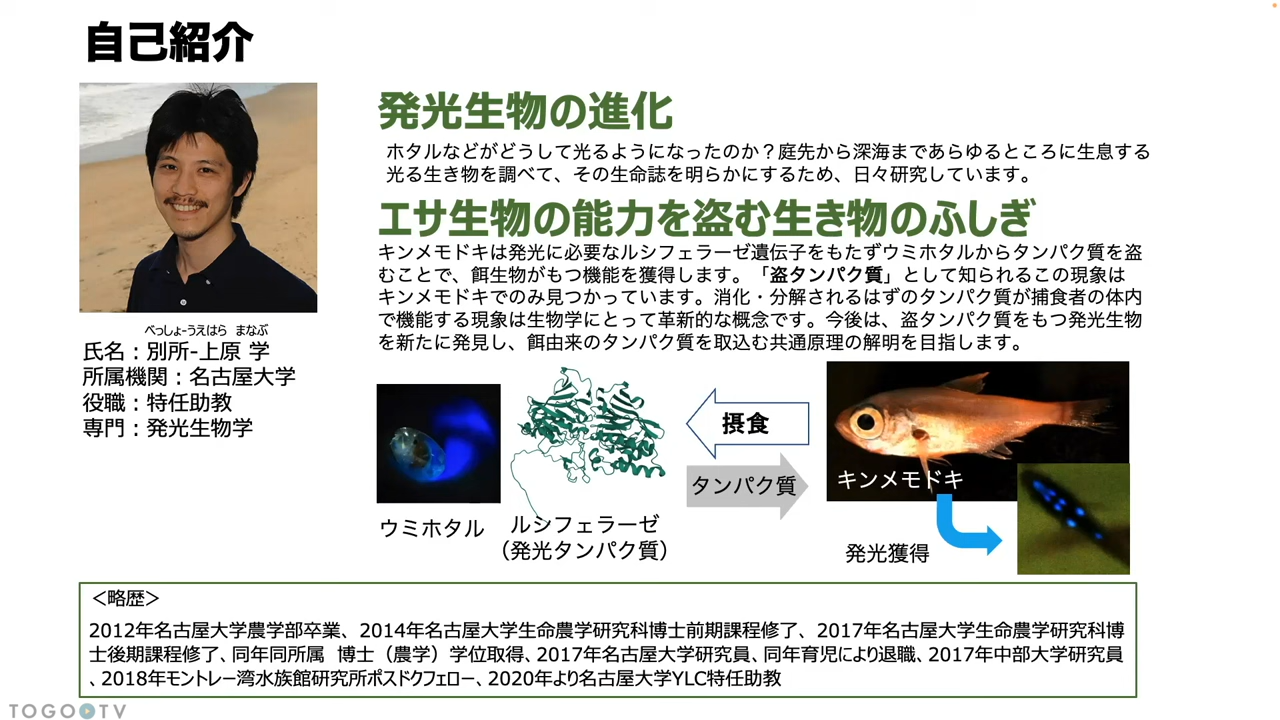 自己紹介
発光生物の進化
ホタルなどがどうして光るようになったのか？庭先から深海まであらゆるところに生息する
光る生き物を調べて、その生命誌を明らかにするため、日々研究しています。
エサ生物の能力を盗む生き物のふしぎ
キンメモドキは発光に必要なルシフェラーゼ遺伝子をもたずウミホタルからタンパク質を盗
むことで、餌生物がもつ機能を獲得します。「盗タンパク質」として知られるこの現象は
キンメモドキでのみ見つかっています。消化・分解されるはずのタンパク質が捕食者の体内
で機能する現象は生物学にとって革新的な概念です。今後は、盗タンパク質をもつ発光生物
を新たに発見し、餌由来のタンパク質を取込む共通原理の解明を目指します。
べっしょ-うえはら まなぶ
氏名：別所-上原 学
所属機関：名古屋大学
役職：特任助教
専門：発光生物学
摂食
タンパク質
キンメモドキ
ウミホタル
ルシフェラーゼ
（発光タンパク質）
発光獲得
＜略歴＞
2012年名古屋大学農学部卒業、2014年名古屋大学生命農学研究科博士前期課程修了、2017年名古屋大学生命農学研究科博
士後期課程修了、同年同所属 博士（農学）学位取得、2017年名古屋大学研究員、同年育児により退職、2017年中部大学研究員
、2018年モントレー湾水族館研究所ポスドクフェロー、2020年より名古屋大学YLC特任助教
TOGO TV